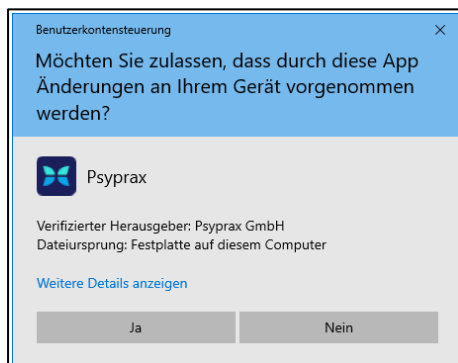 Benutzerkontensteuerung
Möchten Sie zulassen, dass durch diese App
Änderungen an Ihrem Gerät vorgenommen
werden?
Psyprax
Verifizierter Herausgeber: Psyprax GmbH
Dateiursprung: Festplatte auf diesem Computer
Weitere Details anzeigen
Ja
Nein